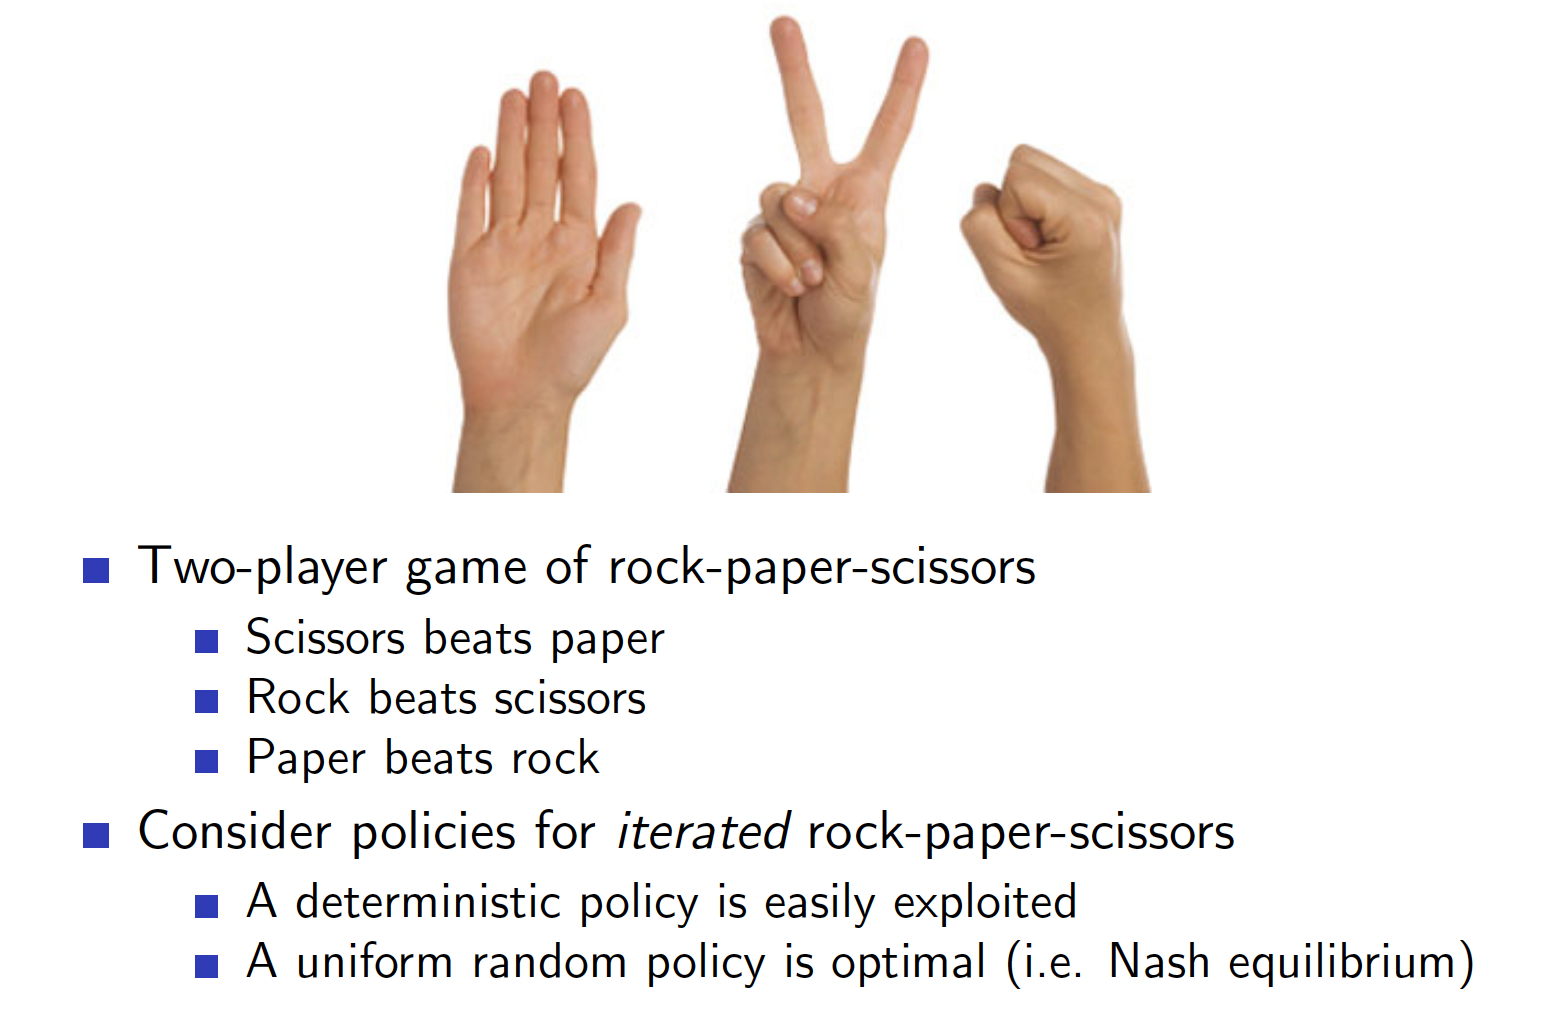 Two-player game of rock-paper-scissors
Scissors beats paper
Rock beats scissors
Paper beats rock
Consider policies for iterated rock-paper-scissors
A deterministic policy is easily exploited
A uniform random policy is optimal (i.e. Nash equilibrium)